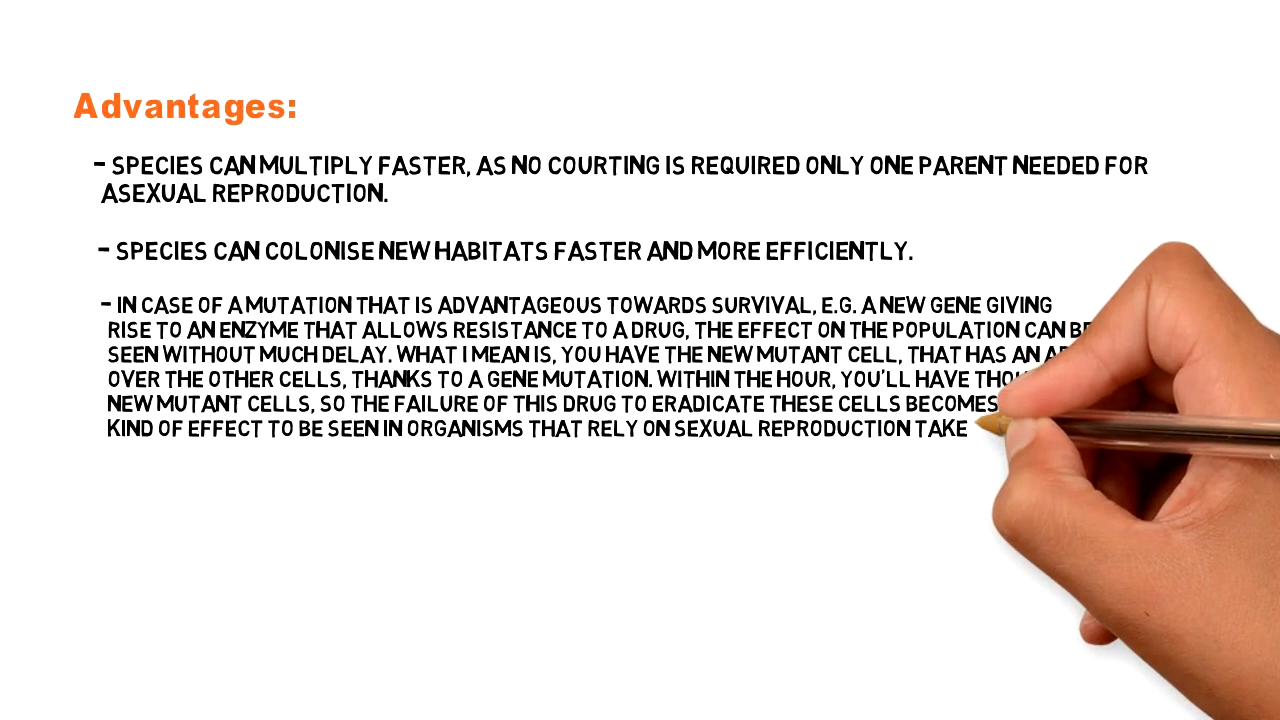 Advantages:
- SPECIES CAN MULTIPLY FASTER, AS NO COURTING IS REQUIRED ONLY ONE PARENT NEEDED FOR
ASEXUAL REPRODUCTION.
- SPECIES CAN COLONISE NEW HABITATS FASTER AND MORE EFFICIENTLY.
- IN CASE OF A MUTATION THAT IS ADVANTAGEOUS TOWARDS SURVIVAL, E.G. A NEW GENE GIVING
RISE TO AN ENZYME THAT ALLOWS RESISTANCE TO A DRUG, THE EFFECT ON THE POPULATION CAN BE
SEEN WITHOUT MUCH DELAY. WHAT I MEAN IS, YOU HAVE THE NEW MUTANT CELL, THAT HAS AN
OVER THE OTHER CELLS, THANKS TO A GENE MUTATION. WITHIN THE HOUR, YOU'LL HAVE
NEW MUTANT CELLS, SO THE FAILURE OF THIS DRUG TO ERADICATE THESE CELLS BECOMES
KIND OF EFFECT TO BE SEEN IN ORGANISMS THAT RELY ON SEXUAL REPRODUCTION TAKE